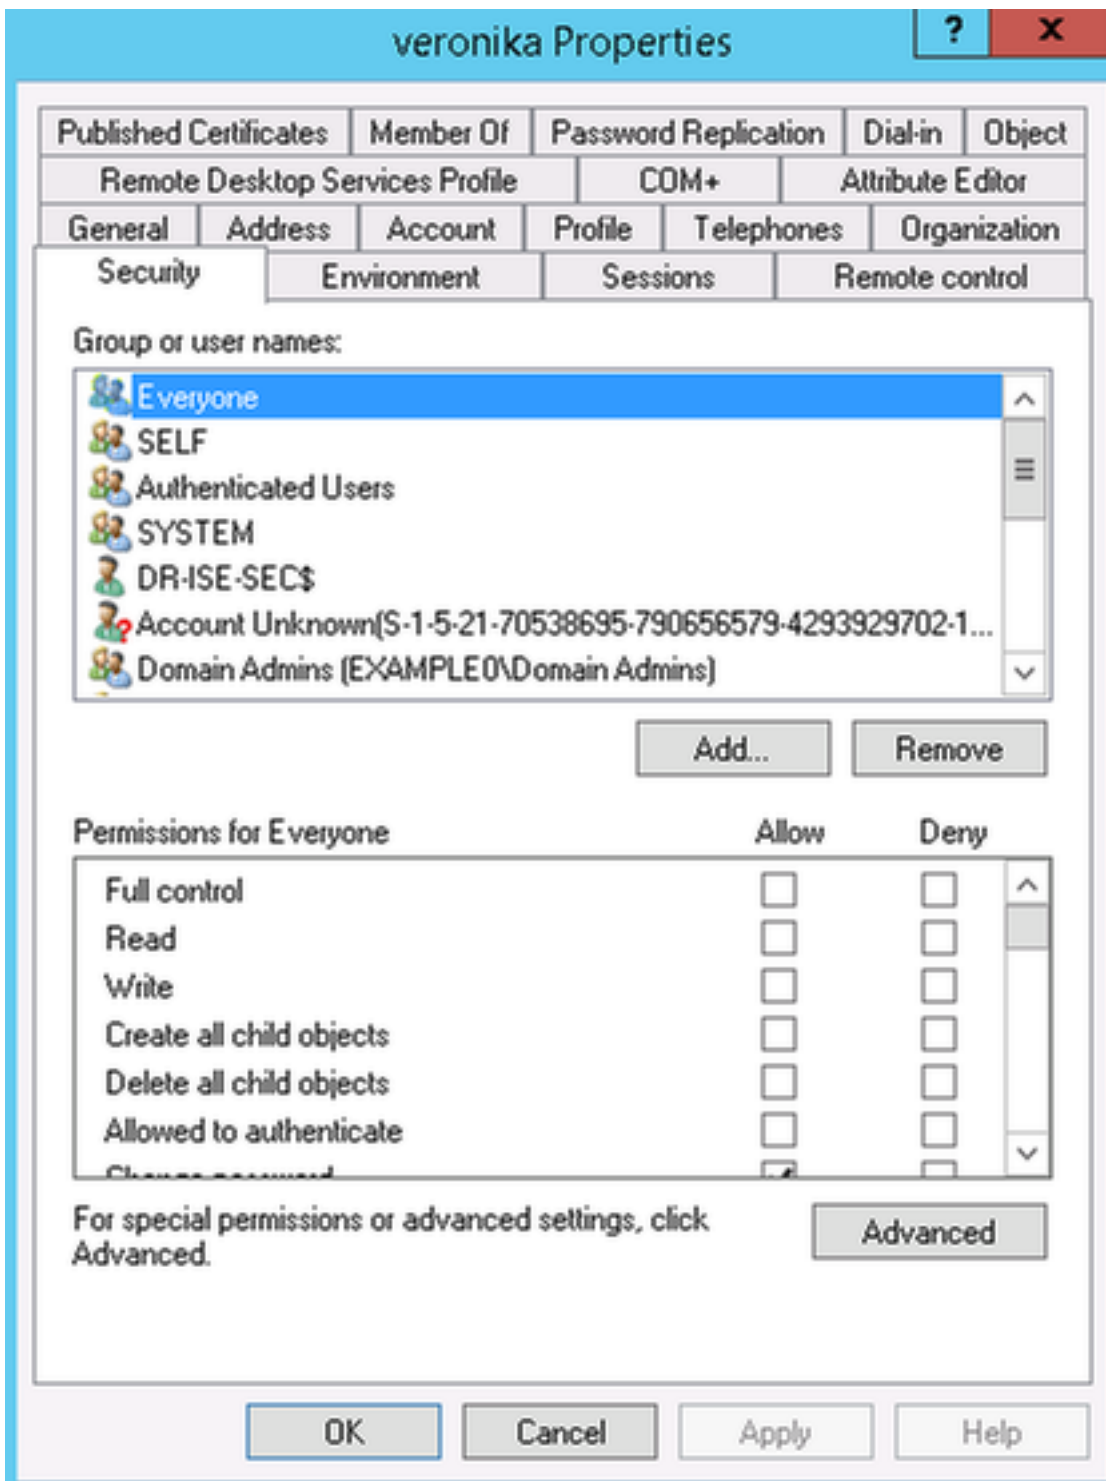 veronika Properties
?
x
Published Certificates Member Of Password Replication Dial-in Object
Remote Desktop Services Profile COM+ Attribute Editor
General Address Account Profile Telephones Organization
Security Environment Sessions Remote control
Group or user names:
Everyone
SELF
Authenticated Users
SYSTEM
DR-ISE-SEC$
Account Unknown(S-1-5-21-70538695-790656579-4293929702-1...
Domain Admins (EXAMPLE0\Domain Admins)
Add... Remove
Permissions for Everyone Allow Deny
Full control
Read
Write
Create all child objects
Delete all child objects
Allowed to authenticate
Change password
For special permissions or advanced settings, click
Advanced.
Advanced
OK Cancel Apply Help